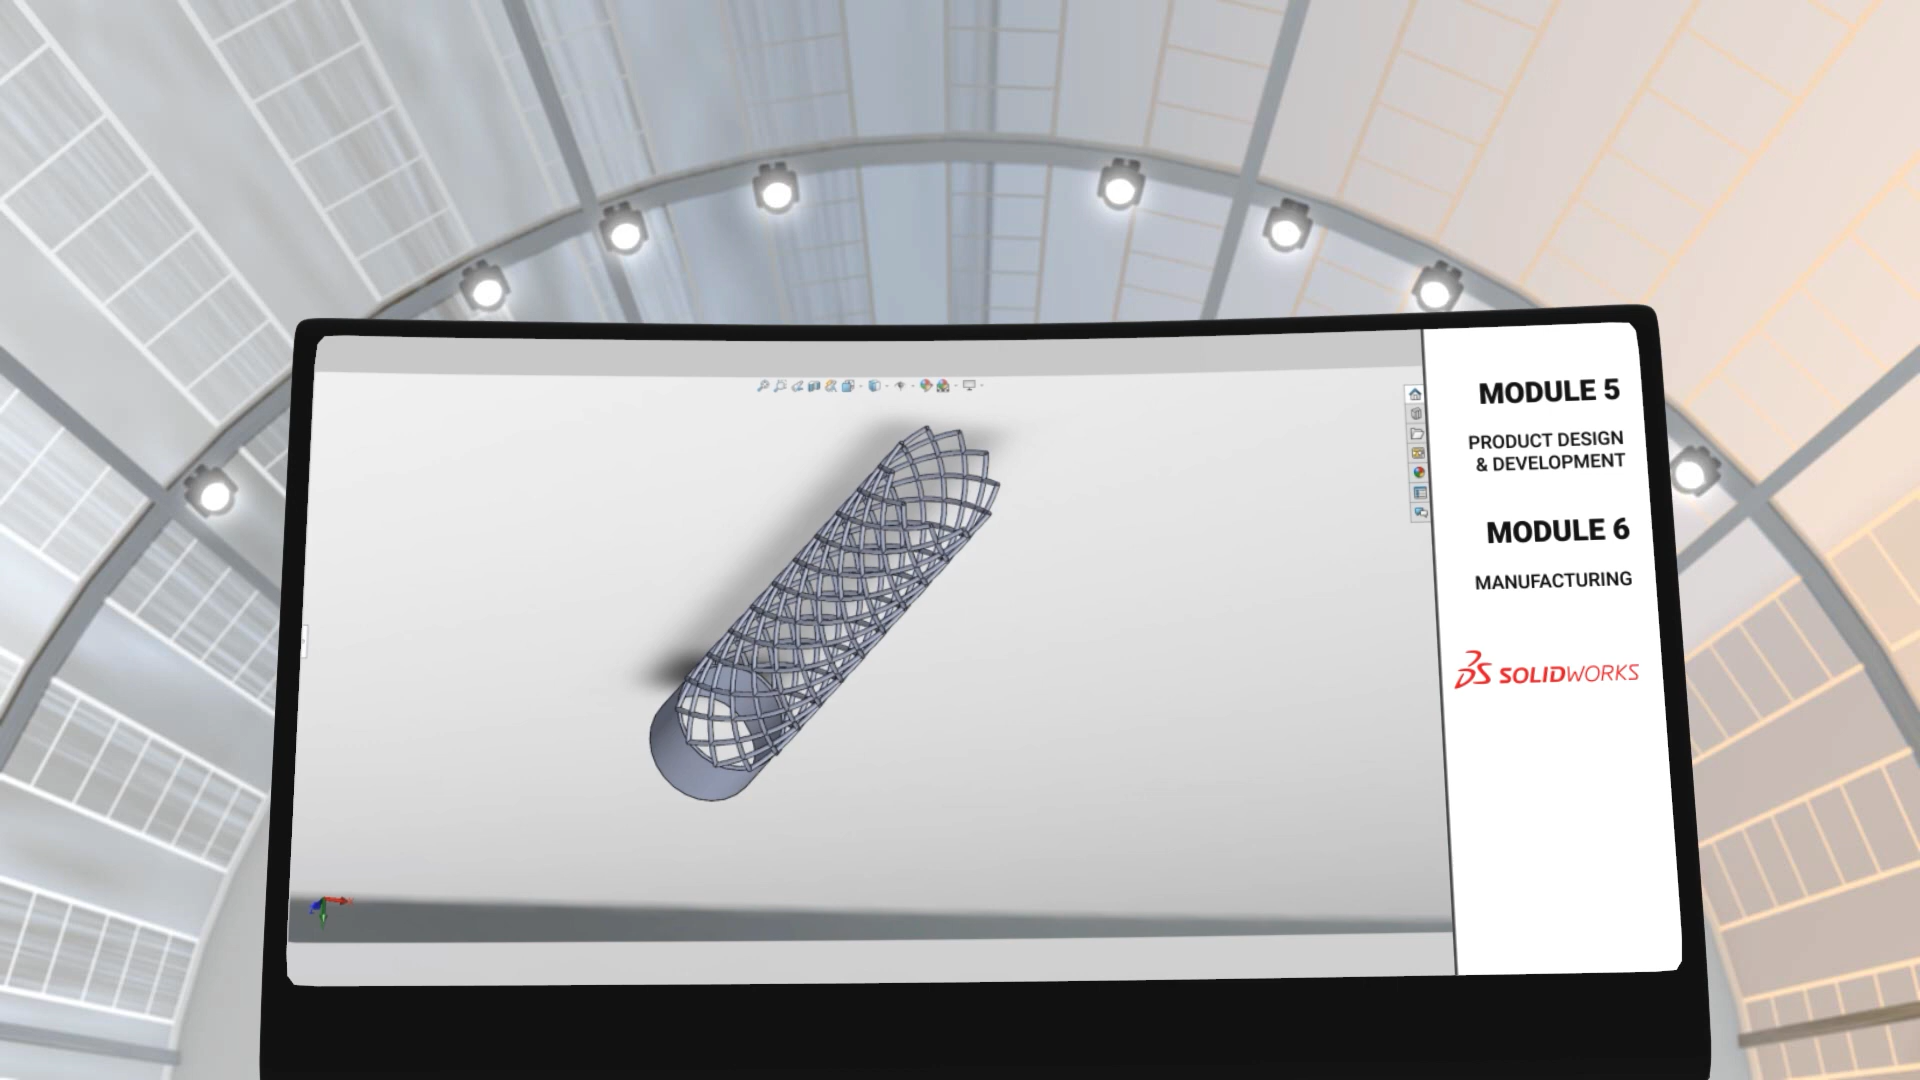 MODULE 5
PRODUCT DESIGN
& DEVELOPMENT
MODULE 6
MANUFACTURING
SOLIDWORKS